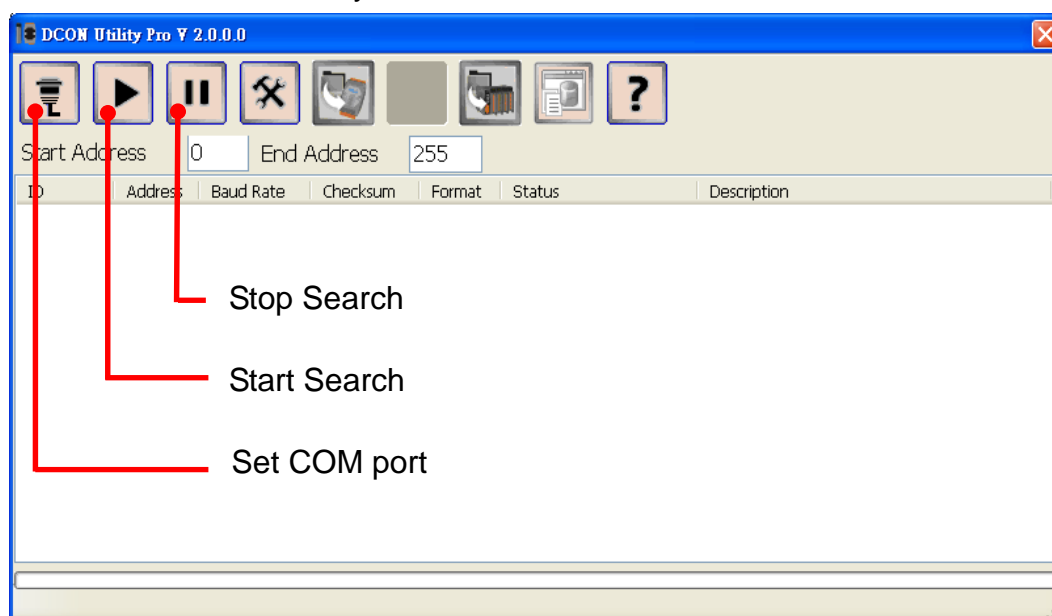 DCON Utility Pro V 2.0.0.0
?
Start Address 0 End Address 255
ID Address Baud Rate Checksum Format Status Description
Stop Search
Start Search
Set COM port